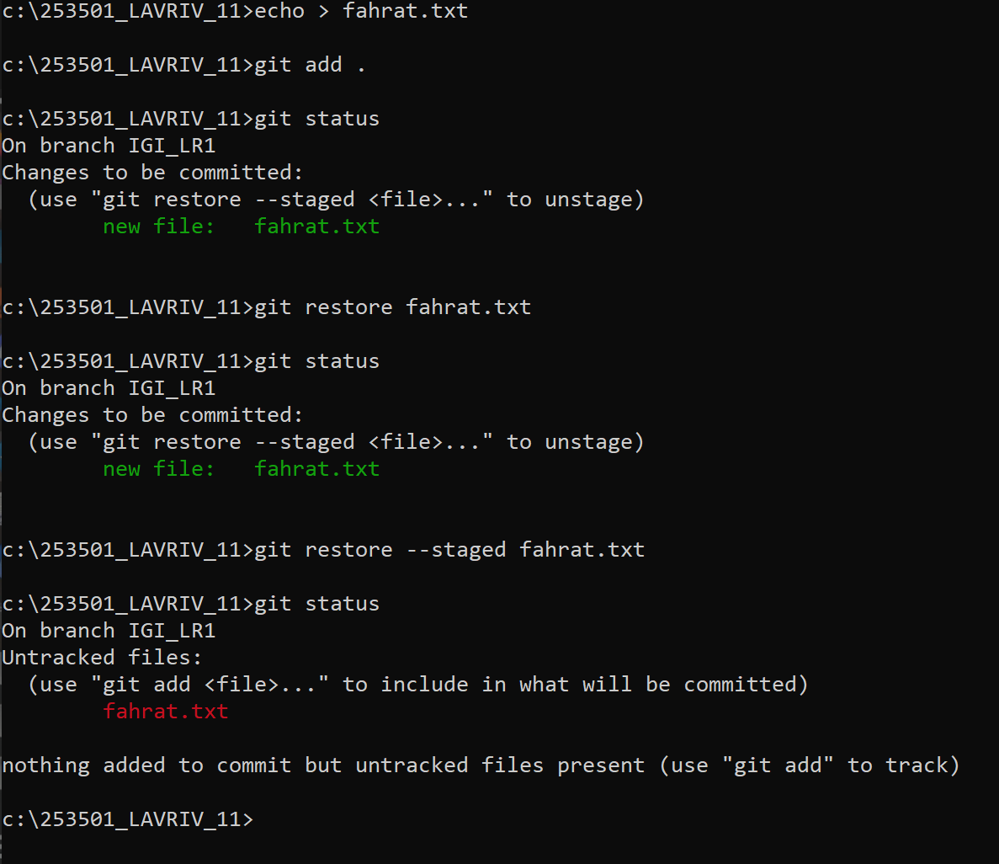 c:\253501_LAVRIV_11>echo > fahrat.txt
c:\253501_LAVRIV_11>git add .
c:\253501_LAVRIV_11>git status
On branch IGI_LR1
Changes to be committed:
  (use "git restore --staged <file>..." to unstage)
        new file:   fahrat.txt
c:\253501_LAVRIV_11>git restore fahrat.txt
c:\253501_LAVRIV_11>git status
On branch IGI_LR1
Changes to be committed:
  (use "git restore --staged <file>..." to unstage)
        new file:   fahrat.txt
c:\253501_LAVRIV_11>git restore --staged fahrat.txt
c:\253501_LAVRIV_11>git status
On branch IGI_LR1
Untracked files:
  (use "git add <file>..." to include in what will be committed)
        fahrat.txt
nothing added to commit but untracked files present (use "git add" to track)
c:\253501_LAVRIV_11>